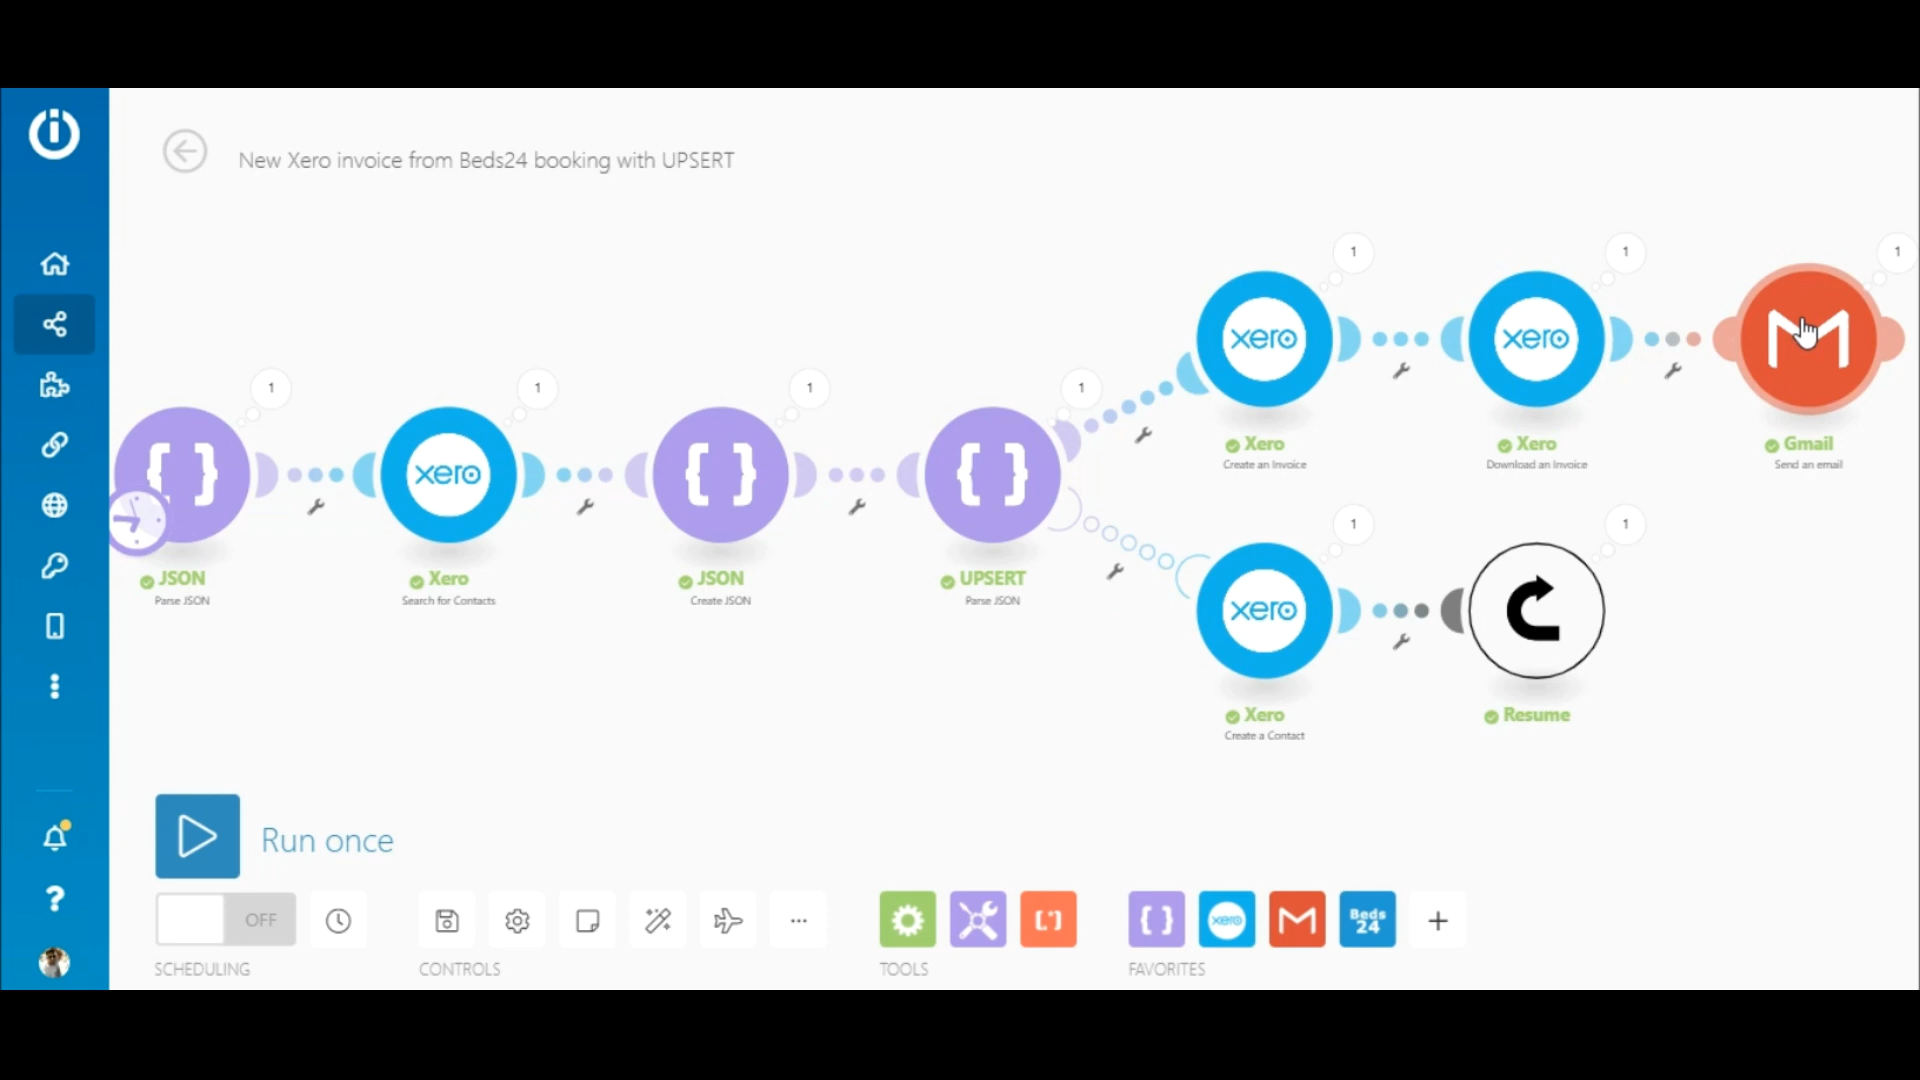 New Xero invoice from Beds24 booking with UPSERT
1
1
1
xero
xero
Xero
Create an Invoice
Xero
Download an Invoice
Gmail
Send an email
1
1
1
1
xero
JSON
Parse JSON
Xero
Search for Contacts
JSON
Create JSON
UPSERT
Parse JSON
1
1
xero
Xero
Create a Contact
Resume
Run once
OFF
xero
Beds
24
SCHEDULING
CONTROLS
TOOLS
FAVORITES